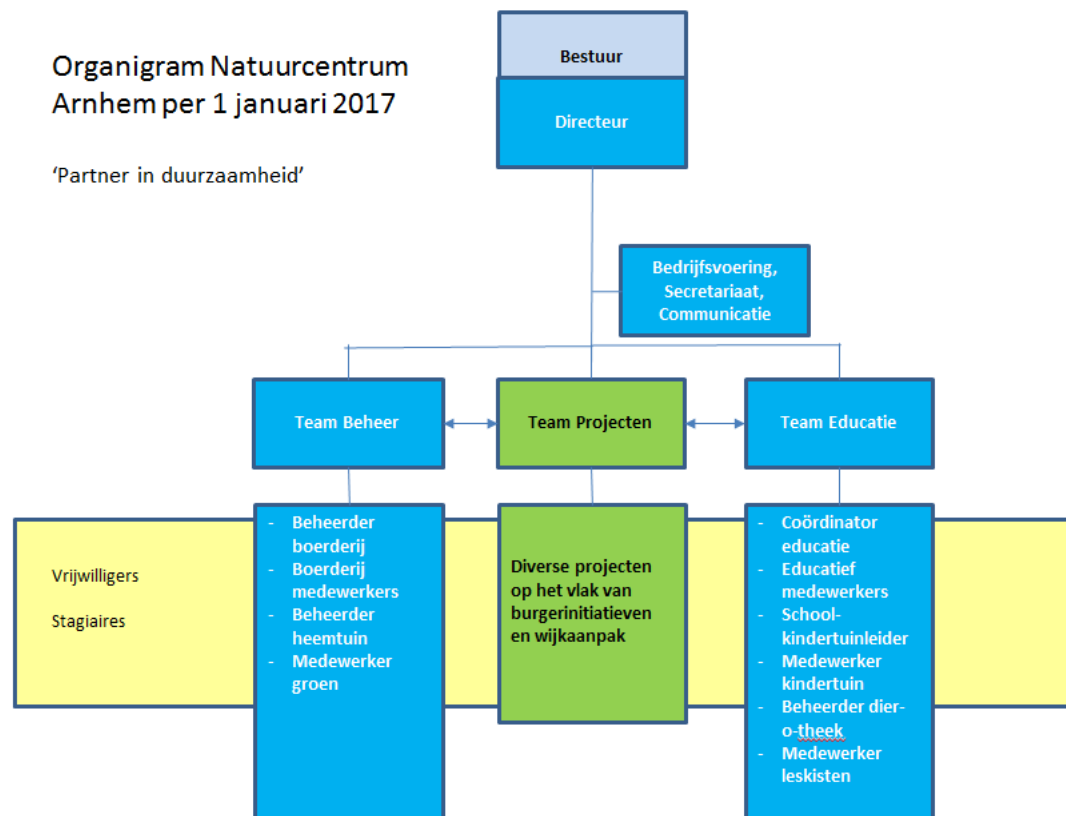 Organigram Natuurcentrum
Arnhem per 1 januari 2017
'Partner in duurzaamheid'
Bestuur
Directeur
Bedrijfsvoering,
Secretariaat,
Communicatie
Team Beheer
Team Projecten
Team Educatie
Vrijwilligers
Stagiaires
- Beheerder
boerderij
- Boerderij
medewerkers
- Beheerder
heemtuin
- Medewerker
groen
Diverse projecten
op het vlak van
burgerinitiatieven
en wijkaanpak
- Coördinator
educatie
- Educatief
medewerkers
- School-
kindertuinleider
- Medewerker
kindertuin
- Beheerder dier-
o-theek
- Medewerker
leskisten